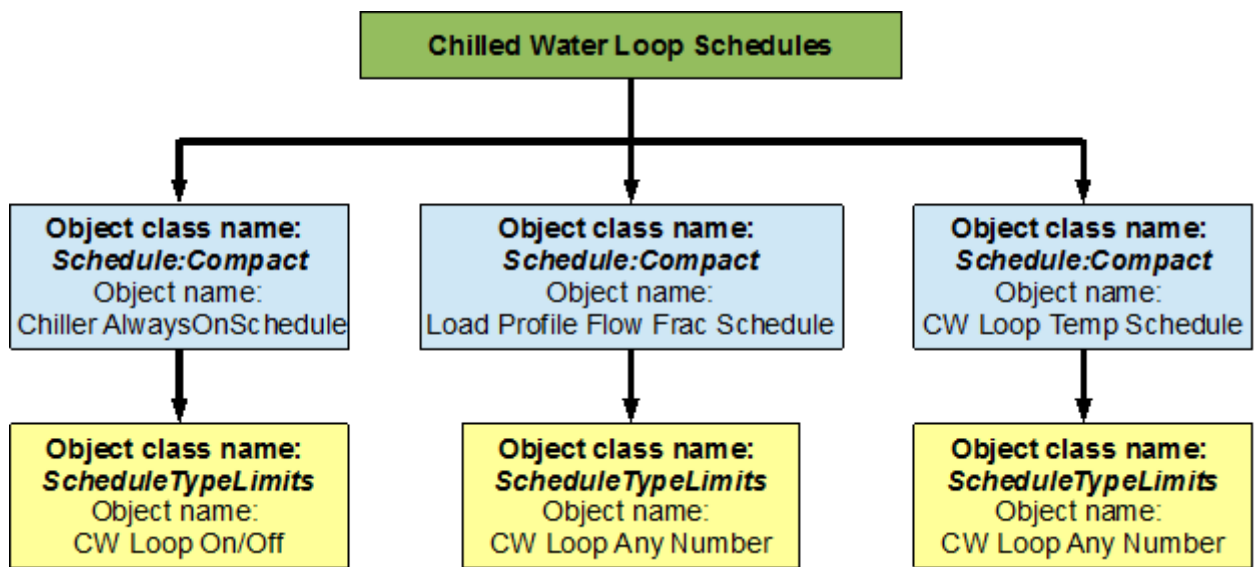 Chilled Water Loop Schedules
Object class name:
Schedule:Compact
Object name:
Chiller AlwaysOnSchedule
Object class name:
Schedule:Compact
Object name:
Load Profile Flow Frac Schedule
Object class name:
Schedule:Compact
Object name:
CW Loop Temp Schedule
Object class name:
ScheduleTypeLimits
Object name:
CW Loop On/Off
Object class name:
ScheduleTypeLimits
Object name:
CW Loop Any Number
Object class name:
ScheduleTypeLimits
Object name:
CW Loop Any Number